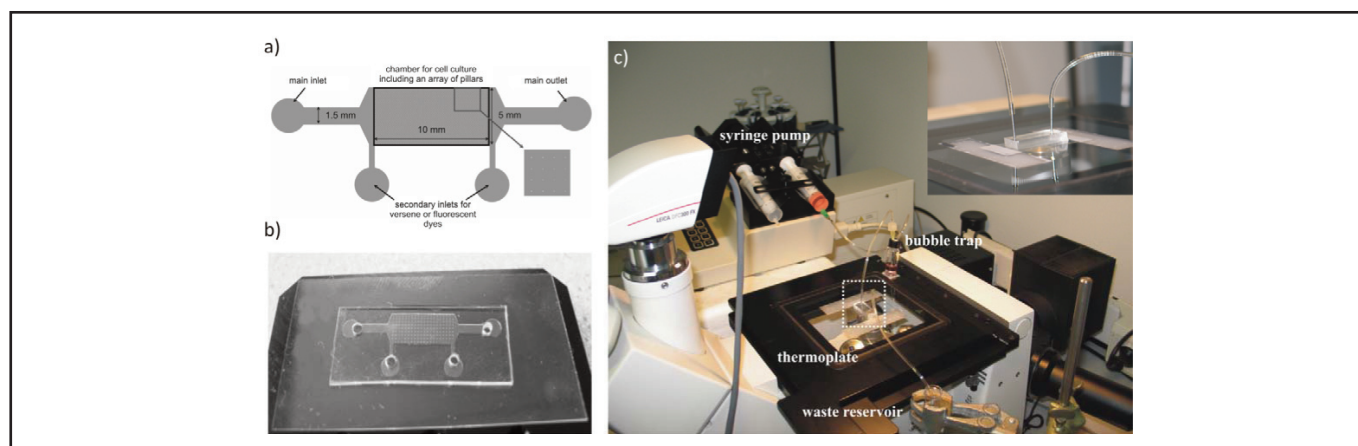 a)
chamber for cell culture
including an array of pillars
main inlet
main outlet
1.5 mm
5 mm
10 mm
secondary inlets for
versene or fluorescent
dyes
b)
c)
syringe pump
bubble trap
thermoplate
waste reservoir